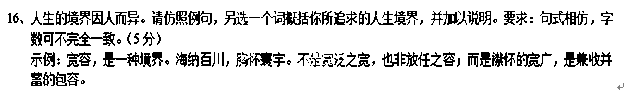 16、人生的境界因人而异。请仿照例句，另选一个词概括你所追求的人生境界，并加以说明。要求：句式相仿，字
数可不完全一致。（5 分）
示例：宽容，是一种境界。海纳百川，胸怀寰宇。不是宽泛之宽，也非放任之容；而是襟怀的宽广，是兼收并
蓄的包容。